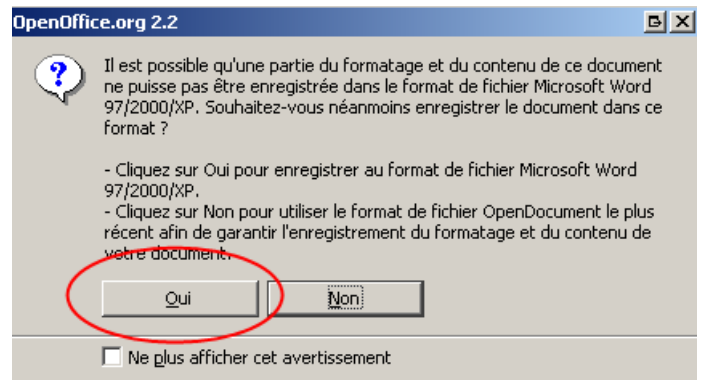 OpenOffice.org 2.2
Il est possible qu'une partie du formatage et du contenu de ce document
ne puisse pas être enregistrée dans le format de fichier Microsoft Word
97/2000/XP. Souhaitez-vous néanmoins enregistrer le document dans ce
format ?
- Cliquez sur Oui pour enregistrer au format de fichier Microsoft Word
97/2000/XP.
- Cliquez sur Non pour utiliser le format de fichier OpenDocument le plus
récent afin de garantir l'enregistrement du formatage et du contenu de
votre document.
Oui
Non
Ne plus afficher cet avertissement